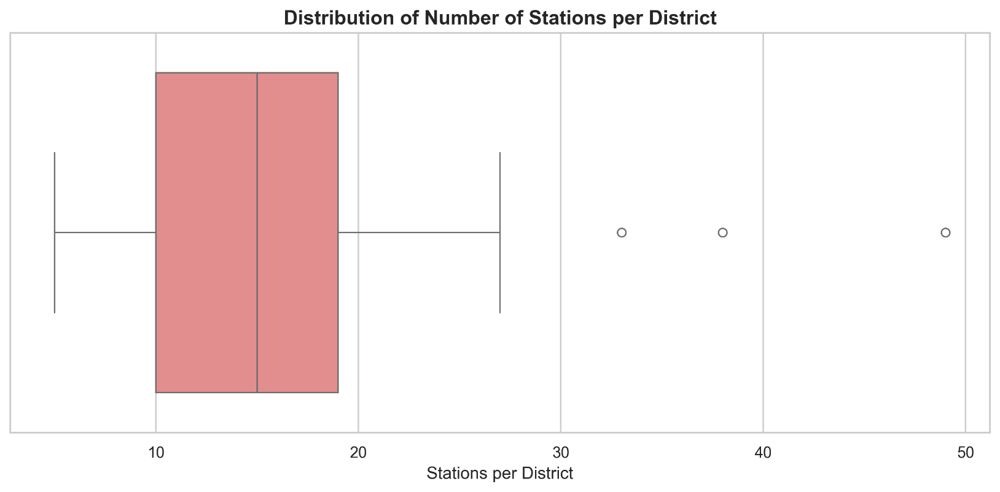 Distribution of Number of Stations per District
10 20 30 40 50
Stations per District